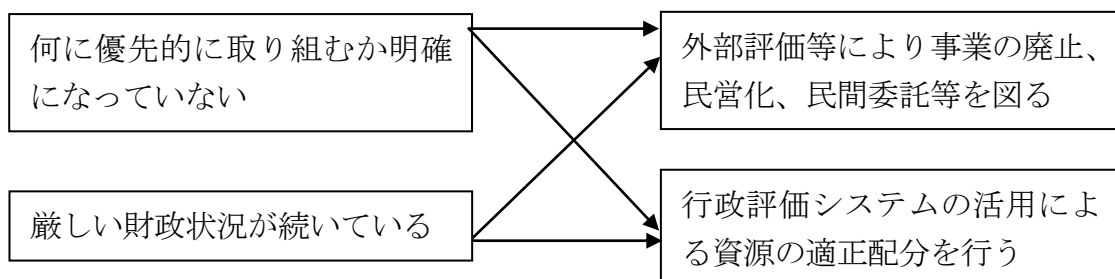 何に優先的に取り組むか明確
になっていない
外部評価等により事業の廃止、
民営化、民間委託等を図る
厳しい財政状況が続いている
行政評価システムの活用によ
る資源の適正配分を行う